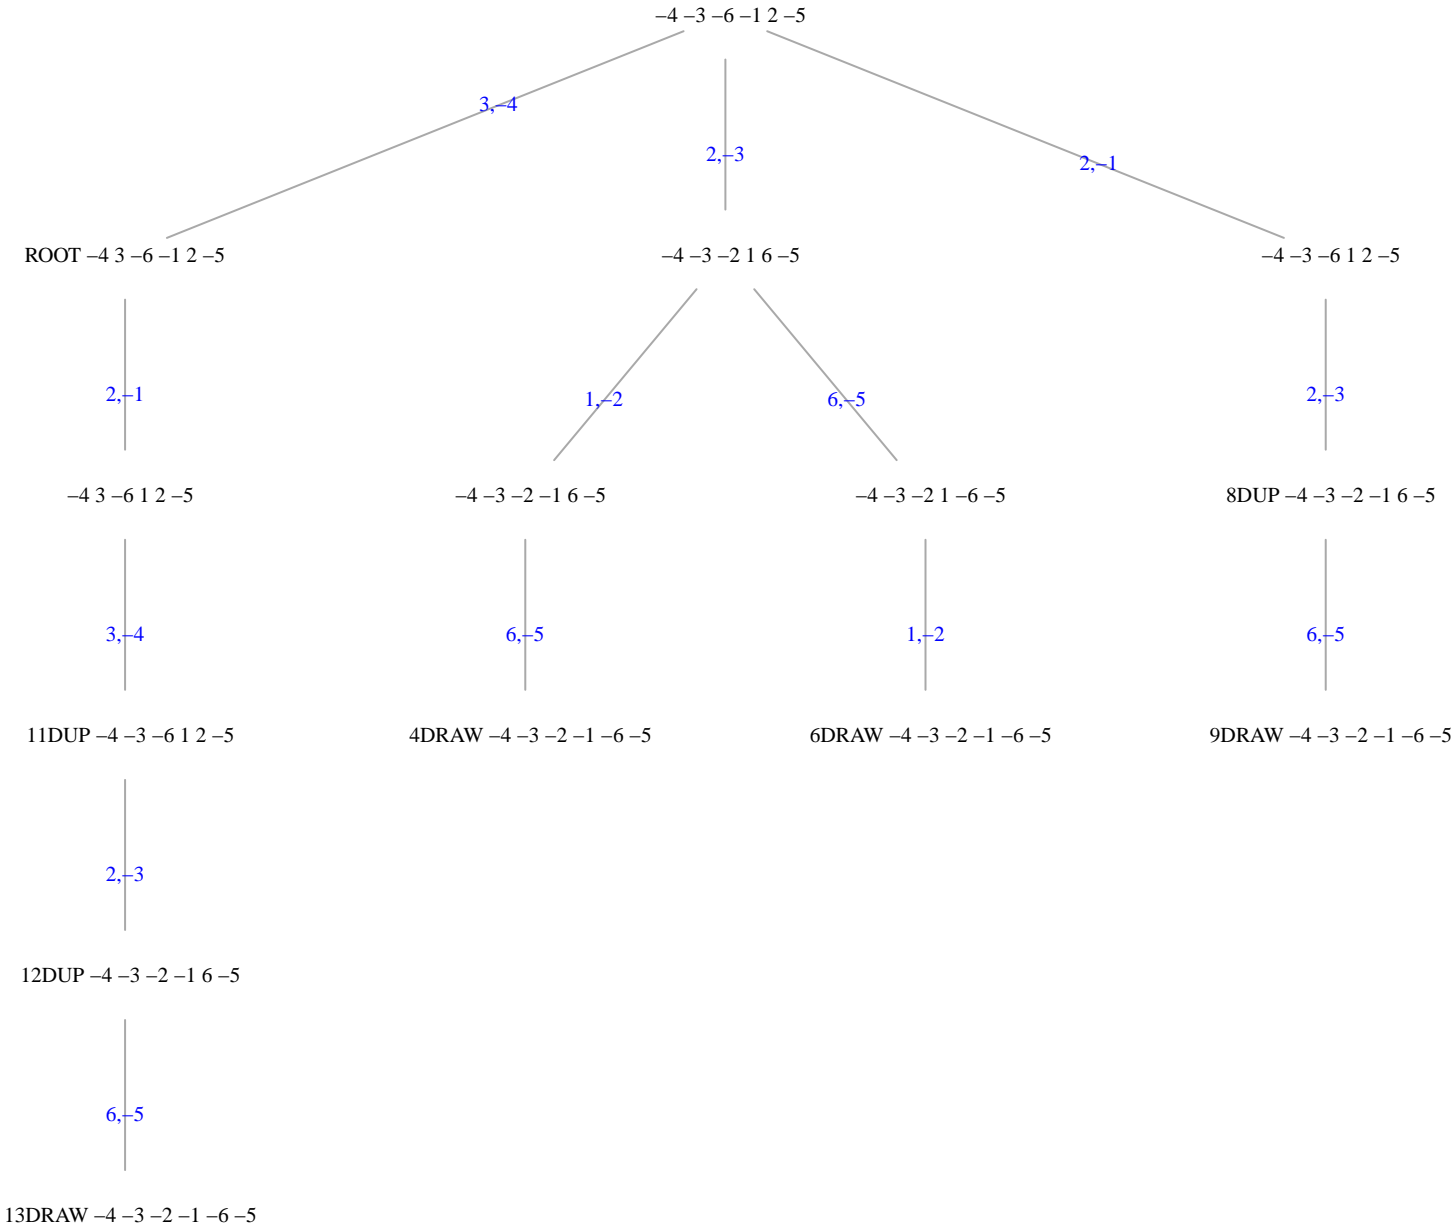 –4 –3 –6 –1 2 –5
3,–4
2,–3
2,–1
ROOT –4 3 –6 –1 2 –5
–4 –3 –2 1 6 –5
–4 –3 –6 1 2 –5
2,–1
1,–2
6,–5
2,–3
–4 3 –6 1 2 –5
–4 –3 –2 –1 6 –5
–4 –3 –2 1 –6 –5
8DUP –4 –3 –2 –1 6 –5
3,–4
6,–5
1,–2
6,–5
11DUP –4 –3 –6 1 2 –5
4DRAW –4 –3 –2 –1 –6 –5
6DRAW –4 –3 –2 –1 –6 –5
9DRAW –4 –3 –2 –1 –6 –5
2,–3
12DUP –4 –3 –2 –1 6 –5
6,–5
13DRAW –4 –3 –2 –1 –6 –5